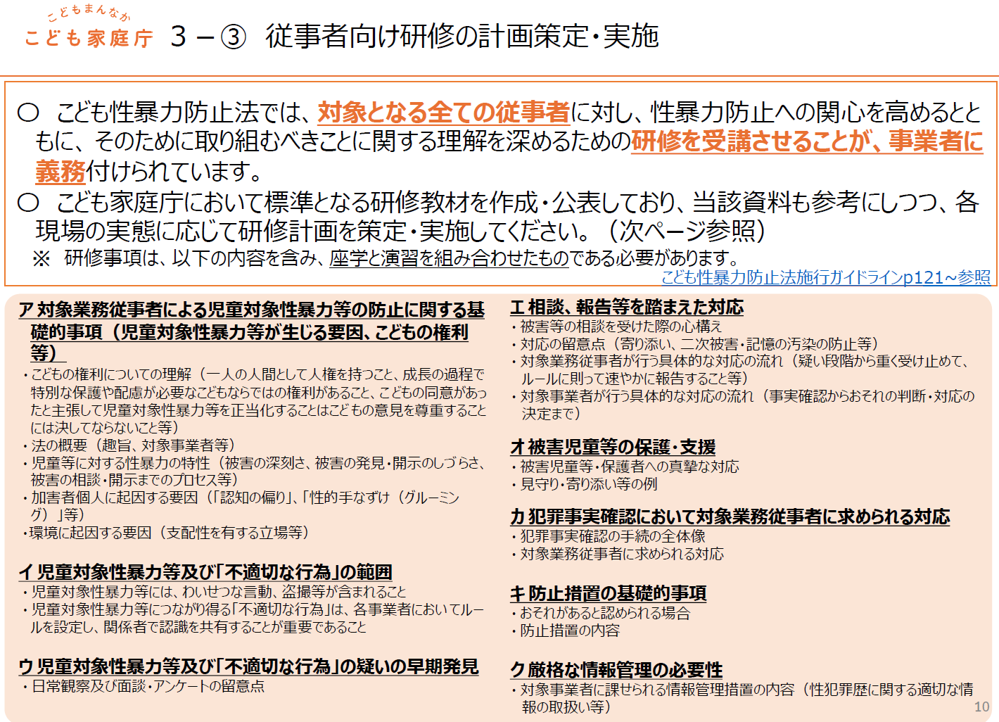 こどもまんなか
こども家庭庁
３－③　従事者向け研修の計画策定・実施
○　こども性暴力防止法では、対象となる全ての従事者に対し、性暴力防止への関心を高めるとと
もに、そのために取り組むべきことに関する理解を深めるための研修を受講させることが、事業者に
義務付けられています。
○　こども家庭庁において標準となる研修教材を作成・公表しており、当該資料も参考にしつつ、各
現場の実態に応じて研修計画を策定・実施してください。（次ページ参照）
※　研修事項は、以下の内容を含み、座学と演習を組み合わせたものである必要があります。
こども性暴力防止法施行ガイドラインp121~参照
ア 対象業務従事者による児童対象性暴力等の防止に関する基
礎的事項（児童対象性暴力等が生じる要因、こどもの権利
等）
・こどもの権利についての理解（一人の人間として人権を持つこと、成長の過程で
特別な保護や配慮が必要なこどもならではの権利があること、こどもの同意があっ
たと主張して児童対象性暴力等を正当化することはこどもの意見を尊重すること
には決してならないこと等）
・法の概要（趣旨、対象事業者等）
・児童等に対する性暴力の特性（被害の深刻さ、被害の発見・開示のしづらさ、
被害の相談・開示までのプロセス等）
・加害者個人に起因する要因（「認知の偏り」、「性的手なずけ（グルーミン
グ）」等）
・環境に起因する要因（支配性を有する立場等）
イ 児童対象性暴力等及び「不適切な行為」の範囲
・児童対象性暴力等には、わいせつな言動、盗撮等が含まれること
・児童対象性暴力等につながり得る「不適切な行為」は、各事業者においてルー
ルを設定し、関係者で認識を共有することが重要であること
ウ 児童対象性暴力等及び「不適切な行為」の疑いの早期発見
・日常観察及び面談・アンケートの留意点
エ 相談、報告等を踏まえた対応
・被害等の相談を受けた際の心構え
・対応の留意点（寄り添い、二次被害・記憶の汚染の防止等）
・対象業務従事者が行う具体的な対応の流れ（疑い段階から重く受け止めて、
ルールに則って速やかに報告すること等）
・対象事業者が行う具体的な対応の流れ（事実確認からおそれの判断・対応の
決定まで）
オ 被害児童等の保護・支援
・被害児童等・保護者への真摯な対応
・見守り・寄り添い等の例
カ 犯罪事実確認において対象業務従事者に求められる対応
・犯罪事実確認の手続の全体像
・対象業務従事者に求められる対応
キ 防止措置の基礎的事項
・おそれがあると認められる場合
・防止措置の内容
ク 厳格な情報管理の必要性
・対象事業者に課せられる情報管理措置の内容（性犯罪歴に関する適切な情
報の取扱い等）
10